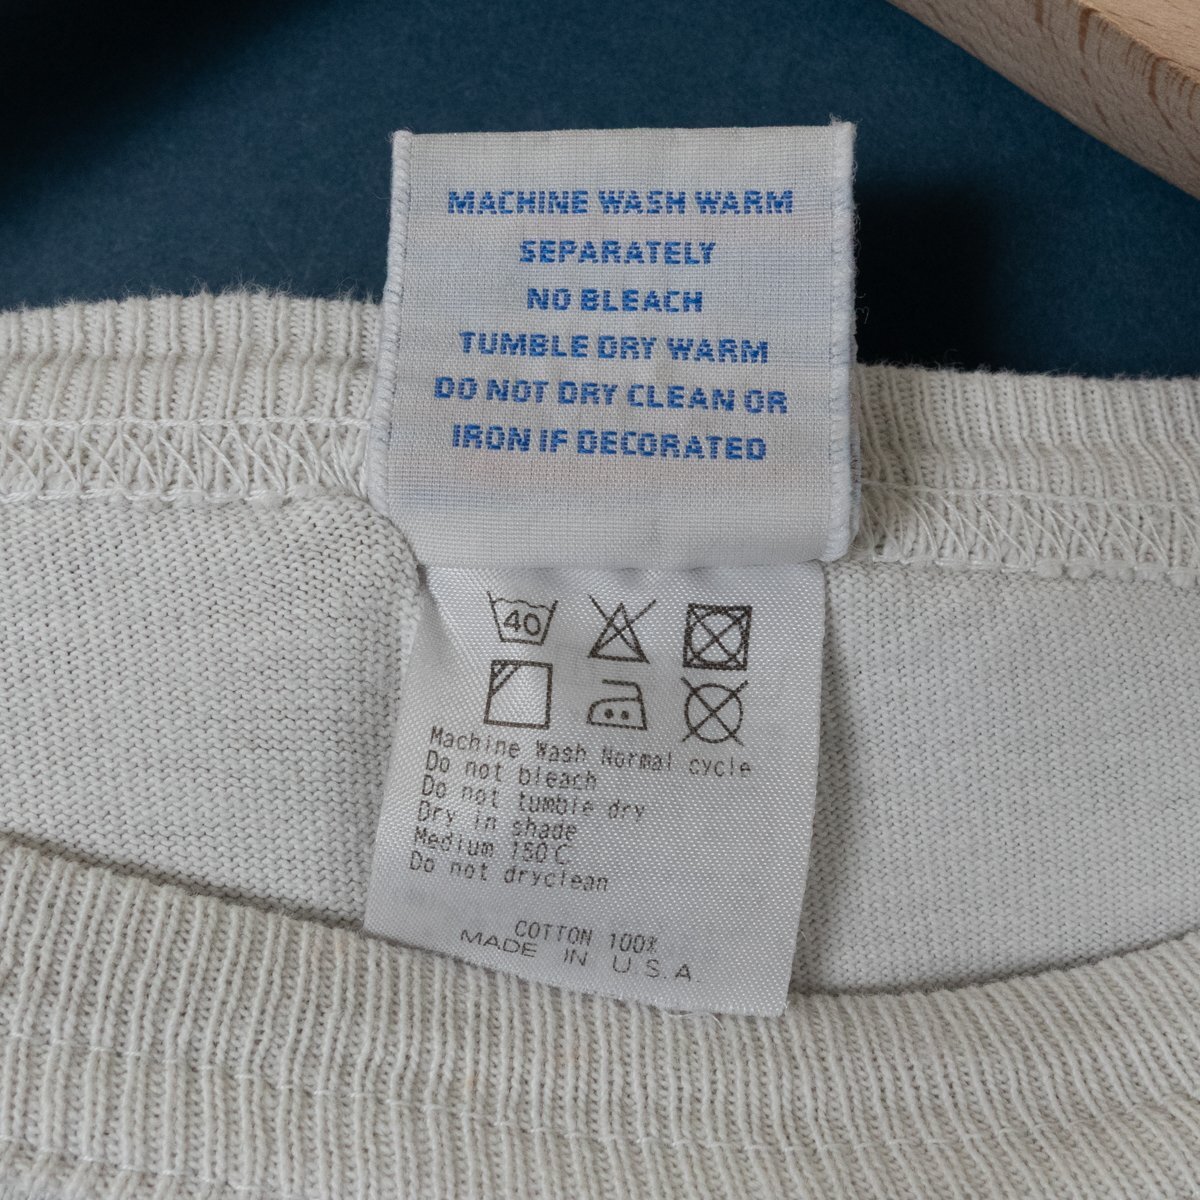 MACHINE WASH WARM
SEPARATELY
NO BLEACH
TUMBLE DRY WARM
DO NOT DRY CLEAN OR
IRON IF DECORATED
40
Machine Wash Normal cycle
Do not bleach
Do not tumble dry
Dry in shade
Medium 150C
Do not dryclean
COTTON 100%
MADE IN U.S.A